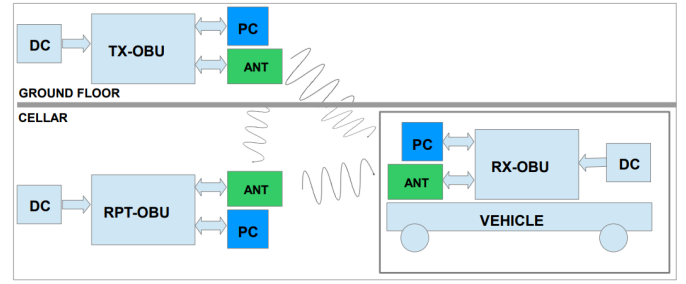 DC
TX-OBU
PC
ANT
GROUND FLOOR
CELLAR
DC
RPT-OBU
ANT
PC
PC
ANT
RX-OBU
DC
VEHICLE